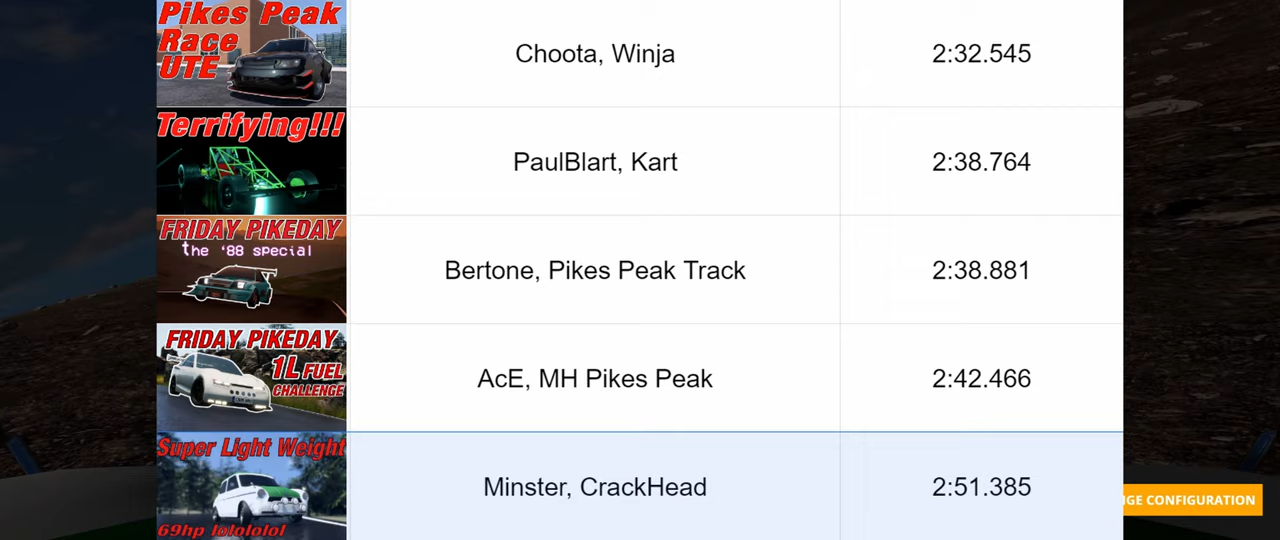 Pikes Peak
Race
UTE
Choota, Winja
2:32.545
Terrifying!!!
PaulBlart, Kart
2:38.764
FRIDAY PIKEDAY
the '88 special
Bertone, Pikes Peak Track
2:38.881
FRIDAY PIKEDAY
1L FUEL
CHALLENGE
AcE, MH Pikes Peak
2:42.466
Super Light Weight
69hp lolololol
Minster, CrackHead
2:51.385
NGE CONFIGURATION